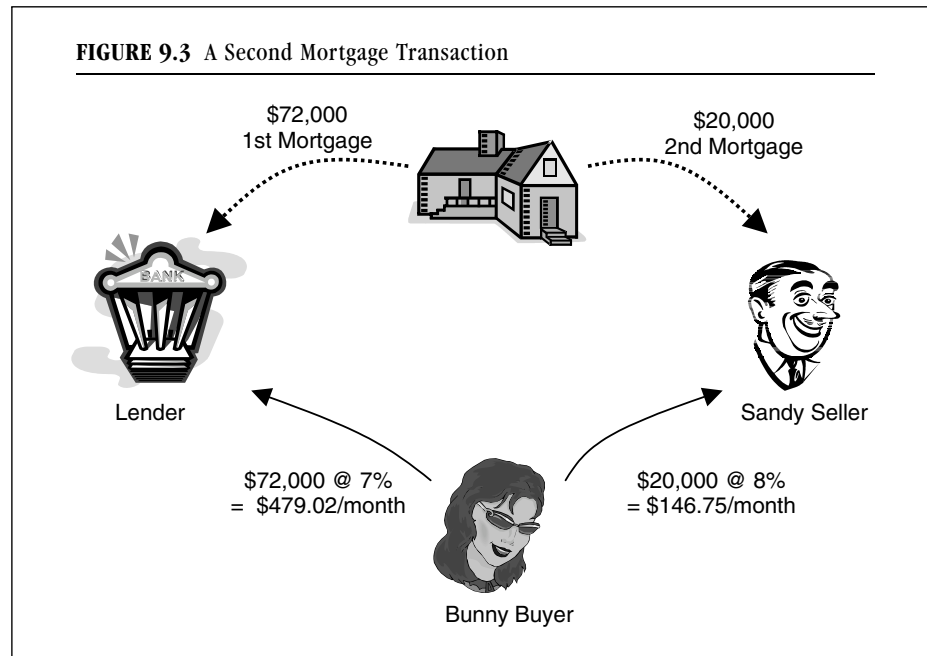 FIGURE 9.3 A Second Mortgage Transaction
$72,000
1st Mortgage
$20,000
2nd Mortgage
BANK
Lender
Sandy Seller
$72,000 @ 7%
= $479.02/month
$20,000 @ 8%
= $146.75/month
Bunny Buyer